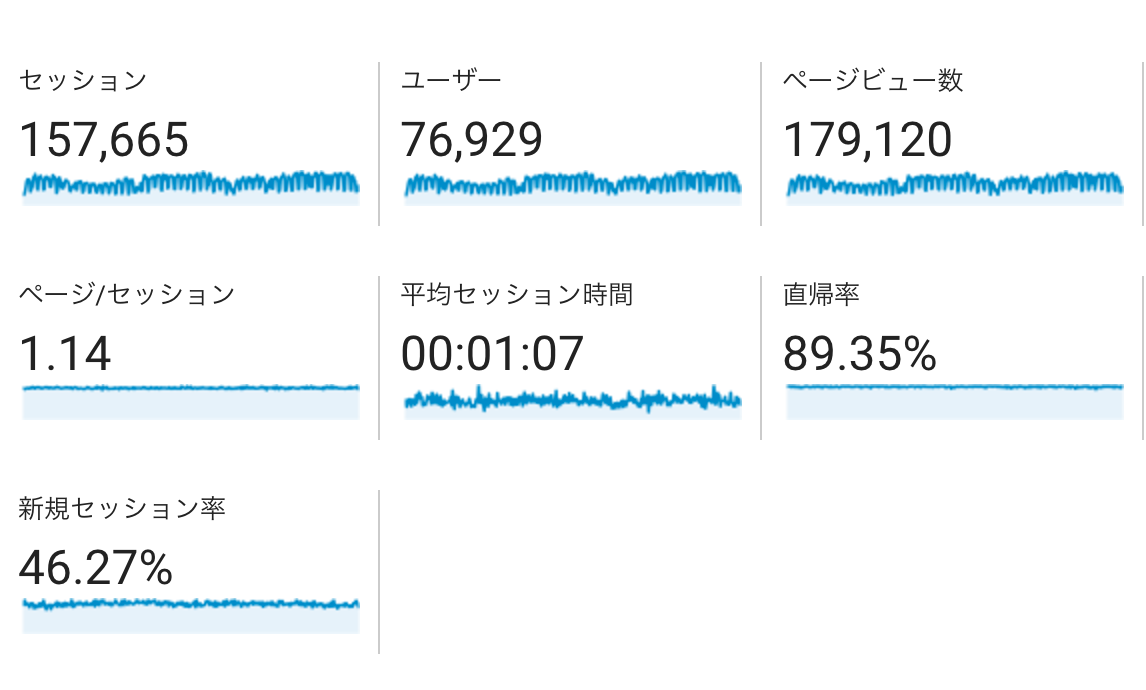 セッション
157,665
ユーザー
76,929
ページビュー数
179,120
ページ/セッション
1.14
平均セッション時間
00:01:07
直帰率
89.35%
新規セッション率
46.27%